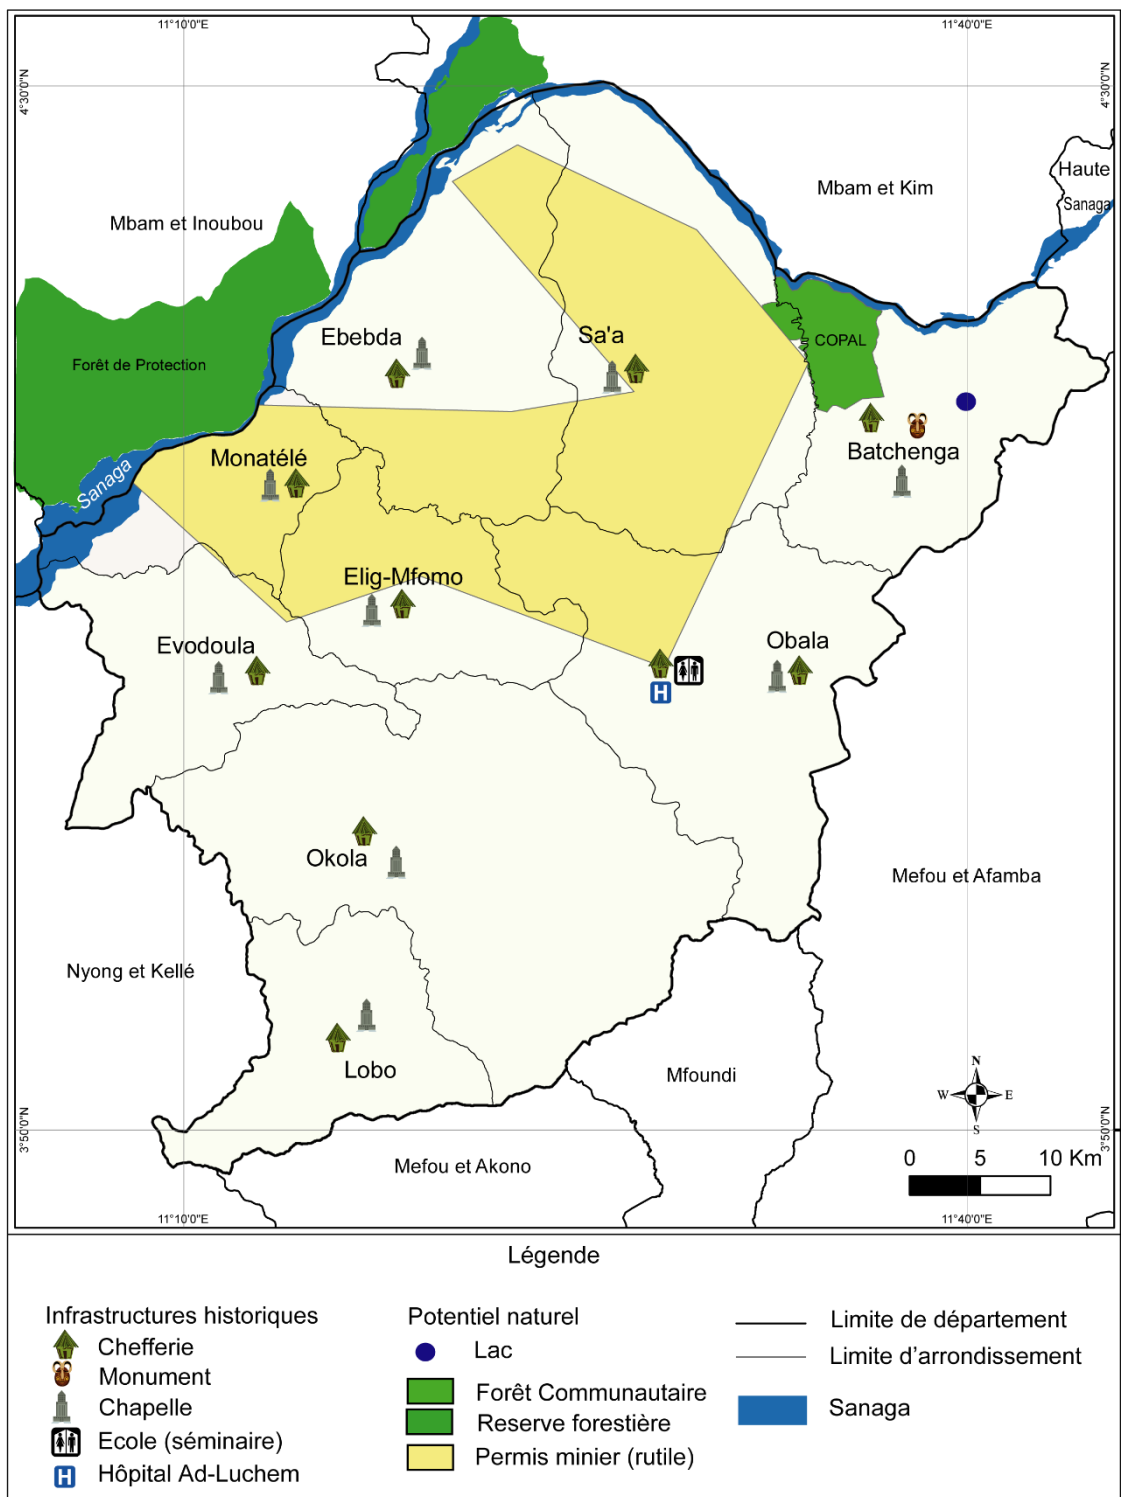 11°10'0"E
11°40'0"E
4°30'0"N
4°30'0"N
Haute
Sanaga
Mbam et Kim
Mbam et Inoubou
Ebebda
Sa'a
COPAL
Forêt de Protection
Batchenga
Monatélé
Sanaga
Elig-Mfomo
Evodoula
Obala
H
Okola
Mefou et Afamba
Nyong et Kellé
Lobo
Mfoundi
N
W
E
S
3°50'0"N
3°50'0"N
Mefou et Akono
0 5 10 Km
11°10'0"E
11°40'0"E
Légende
Infrastructures historiques
Chefferie
Monument
Chapelle
Ecole (séminaire)
H Hôpital Ad-Luchem
Potentiel naturel
Lac
Forêt Communautaire
Reserve forestière
Permis minier (rutile)
Limite de département
Limite d'arrondissement
Sanaga